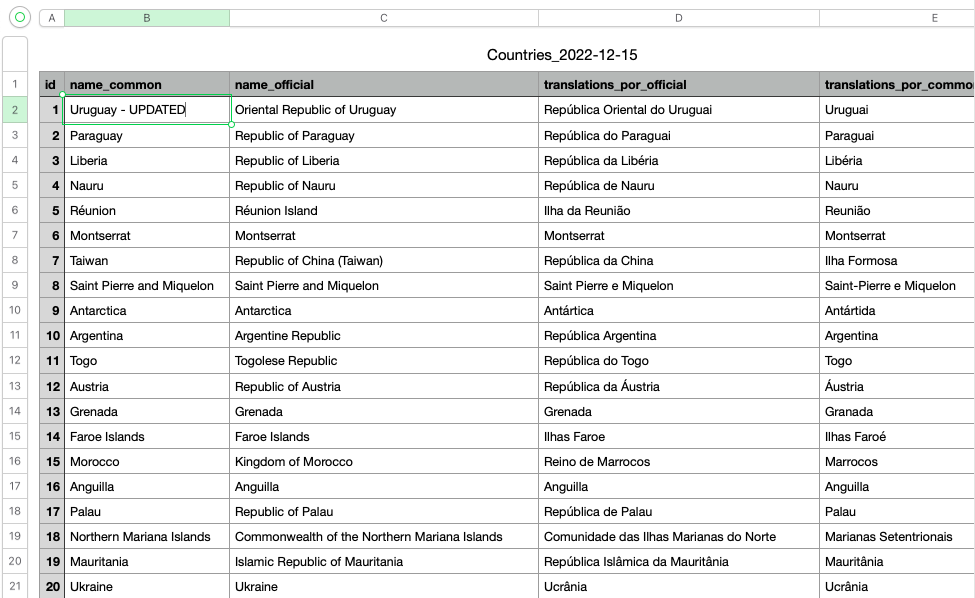 A B C D E
Countries_2022-12-15
1 id name_common name_official translations_por_official translations_por_commo
2 1 Uruguay - UPDATED Oriental Republic of Uruguay República Oriental do Uruguai Uruguai
3 2 Paraguay Republic of Paraguay República do Paraguai Paraguai
4 3 Liberia Republic of Liberia República da Libéria Libéria
5 4 Nauru Republic of Nauru República de Nauru Nauru
6 5 Réunion Réunion Island Ilha da Reunião Reunião
7 6 Montserrat Montserrat Montserrat Montserrat
8 7 Taiwan Republic of China (Taiwan) República da China Ilha Formosa
9 8 Saint Pierre and Miquelon Saint Pierre and Miquelon Saint Pierre e Miquelon Saint-Pierre e Miquelon
10 9 Antarctica Antarctica Antártica Antártida
11 10 Argentina Argentine Republic República Argentina Argentina
12 11 Togo Togolese Republic República do Togo Togo
13 12 Austria Republic of Austria República da Áustria Áustria
14 13 Grenada Grenada Grenada Granada
15 14 Faroe Islands Faroe Islands Ilhas Faroe Ilhas Faroé
16 15 Morocco Kingdom of Morocco Reino de Marrocos Marrocos
17 16 Anguilla Anguilla Anguilla Anguilla
18 17 Palau Republic of Palau República de Palau Palau
19 18 Northern Mariana Islands Commonwealth of the Northern Mariana Islands Comunidade das Ilhas Marianas do Norte Marianas Setentrionais
20 19 Mauritania Islamic Republic of Mauritania República Islâmica da Mauritânia Mauritânia
21 20 Ukraine Ukraine Ucrânia Ucrânia